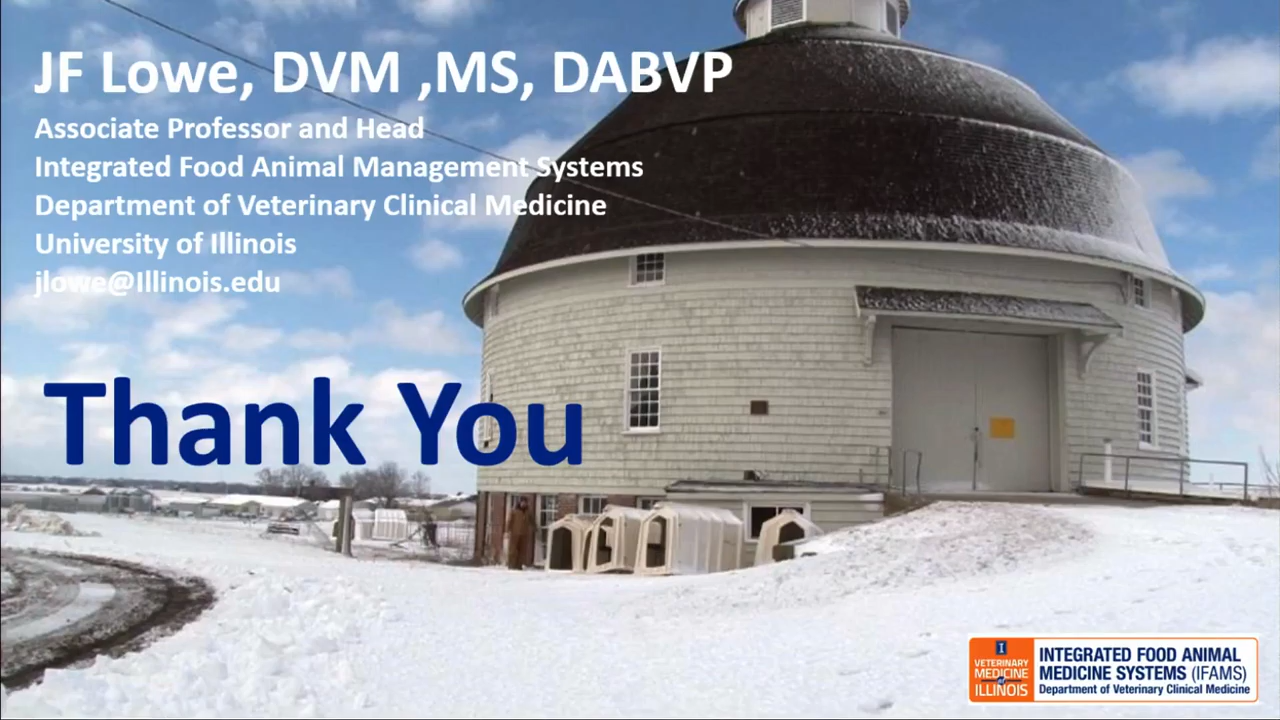 JF Lowe, DVM ,MS, DABVP
Associate Professor and Head
Integrated Food Animal Management Systems
Department of Veterinary Clinical Medicine
University of Illinois
jlowe@Illinois.edu
Thank You
I
VETERINARY
MEDICINE
at
ILLINOIS
INTEGRATED FOOD ANIMAL
MEDICINE SYSTEMS (IFAMS)
Department of Veterinary Clinical Medicine